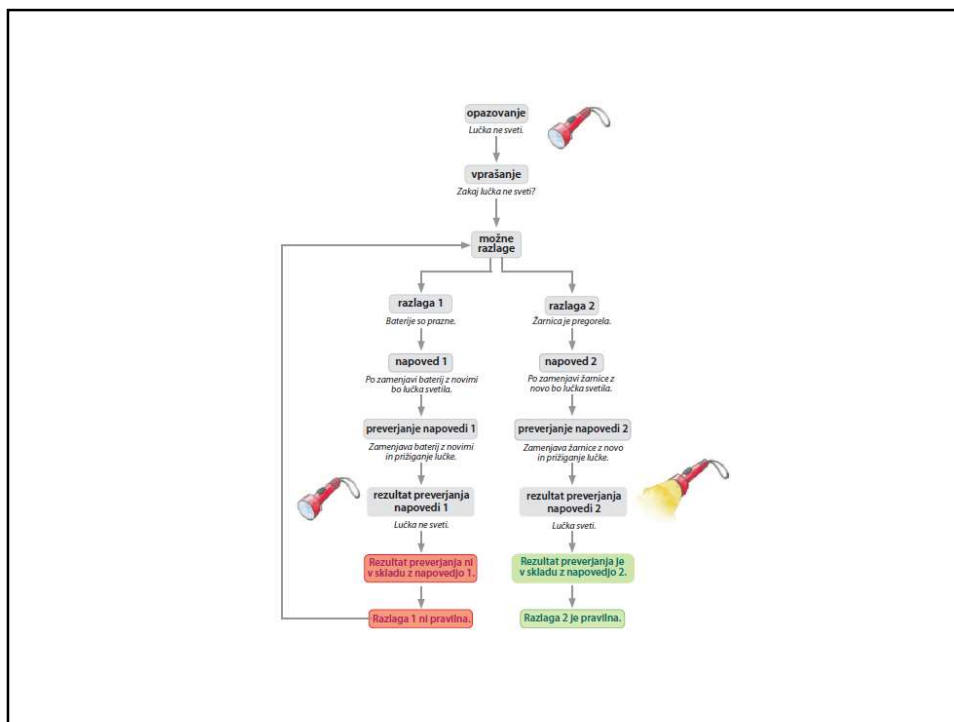 opazovanje
Lučka ne sveti.
vprašanje
Zakaj lučka ne sveti?
možne
razlage
razlaga 1
Baterije so prazne.
napoved 1
Po zamenjavi baterij z novimi
bo lučka svetila.
preverjanje napovedi 1
Zamenjava baterij z novimi
in prižiganje lučke.
rezultat preverjanja
napovedi 1
Lučka ne sveti.
Rezultat preverjanja ni
v skladu z napovedjo 1.
Razlaga 1 ni pravilna.
razlaga 2
Žarnica je pregorela.
napoved 2
Po zamenjavi žarnice z
novo bo lučka svetila.
preverjanje napovedi 2
Zamenjava žarnice z novo
in prižiganje lučke.
rezultat preverjanja
napovedi 2
Lučka sveti.
Rezultat preverjanja je
v skladu z napovedjo 2.
Razlaga 2 je pravilna.